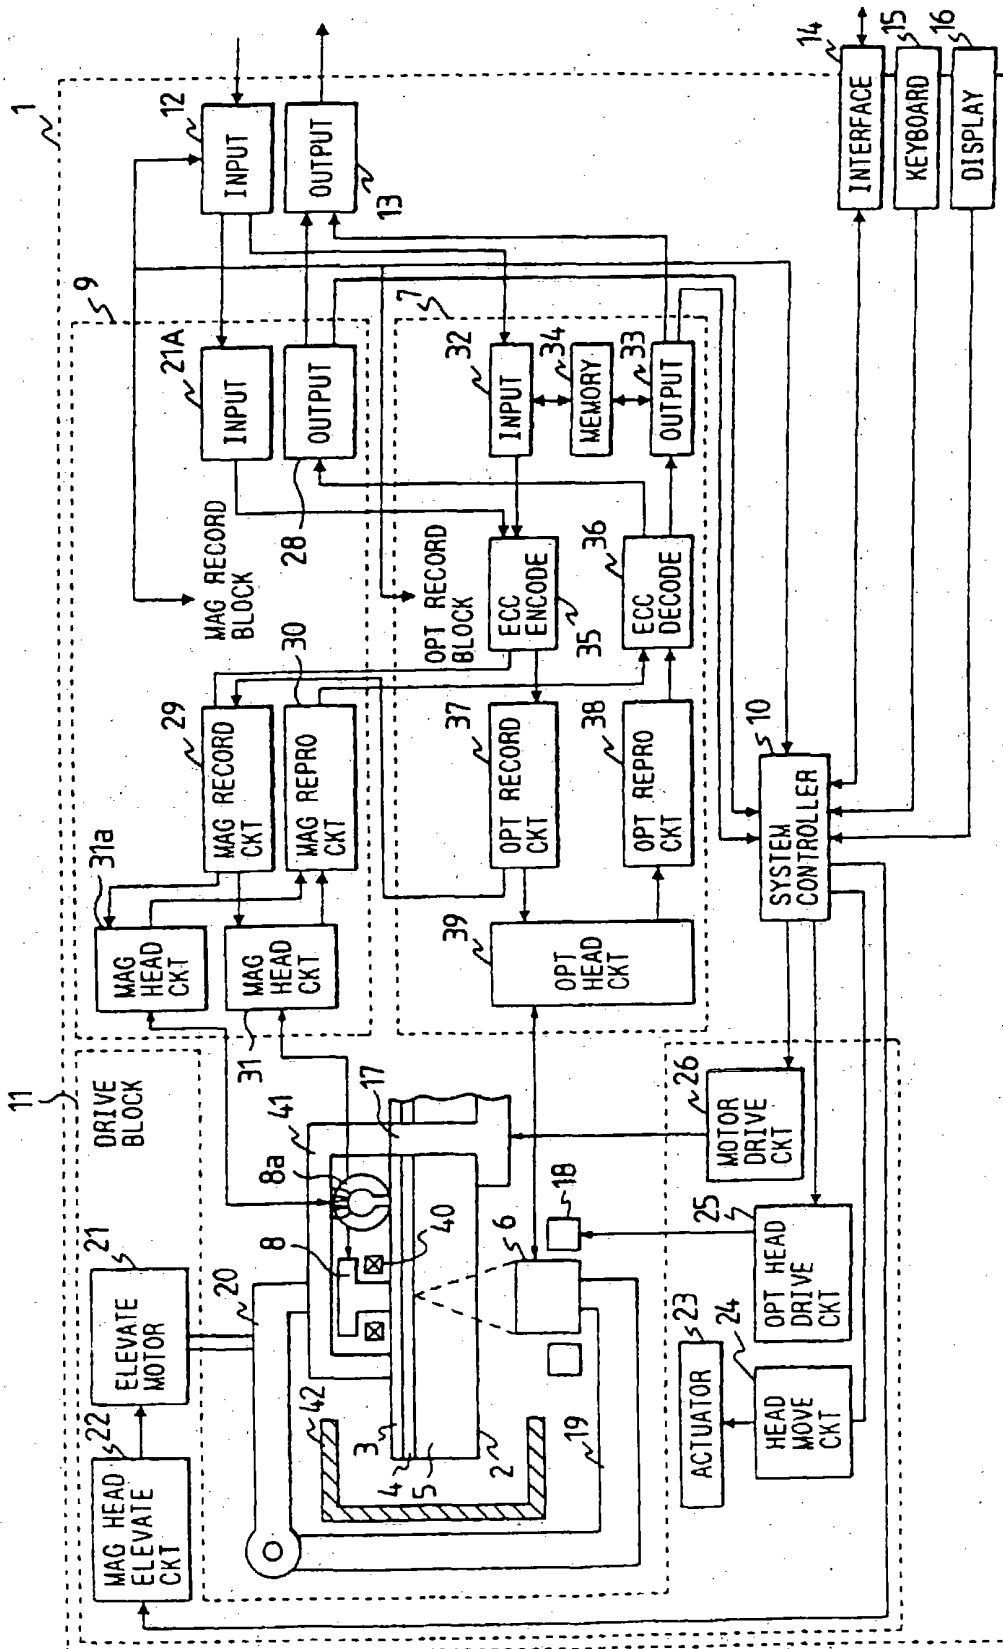 1
11
DRIVE
BLOCK
MAG HEAD
ELEVATE
CKT
22
ELEVATE
MOTOR
21
20
42
3
4
5
2
19
8
8a
41
17
40
6
18
ACTUATOR
23
HEAD
MOVE
CKT
24
OPT HEAD
DRIVE
CKT
25
MOTOR
DRIVE
CKT
26
9
MAG RECORD
BLOCK
MAG
HEAD
CKT
31a
MAG
HEAD
CKT
31
MAG RECORD
CKT
29
MAG REPRO
CKT
30
INPUT
21A
OUTPUT
28
INPUT
12
OUTPUT
13
7
OPT RECORD
BLOCK
OPT
HEAD
CKT
39
OPT RECORD
CKT
37
OPT REPRO
CKT
38
ECC
ENCODE
35
ECC
DECODE
36
INPUT
32
MEMORY
34
OUTPUT
33
SYSTEM
CONTROLLER
10
INTERFACE
14
KEYBOARD
15
DISPLAY
16